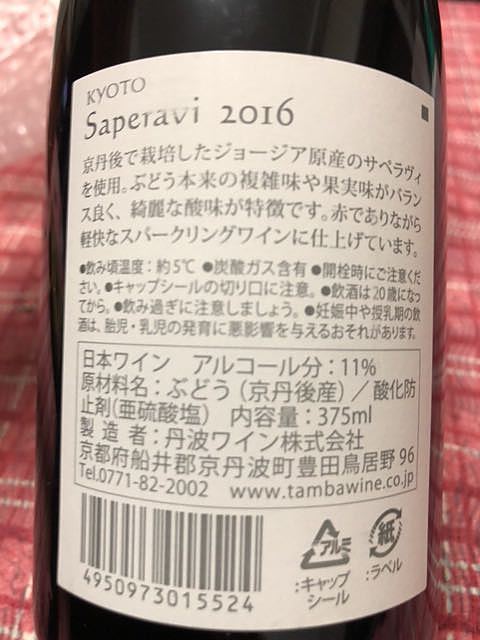 KYOTO
Saperavi 2016
京丹後で栽培したジョージア原産のサペラヴィ
を使用。ぶどう本来の複雑味や果実味がバラン
ス良く、綺麗な酸味が特徴です。赤でありながら
軽快なスパークリングワインに仕上げています。
●飲み頃温度：約5℃ ●炭酸ガス含有 ●開栓時にご注意くだ
さい。●キャップシールの切り口に注意。●飲酒は20歳になっ
てから。●飲み過ぎに注意しましょう。●妊娠中や授乳期の飲
酒は、胎児・乳児の発育に悪影響を与えるおそれがあります。
日本ワイン アルコール分：11%
原材料名：ぶどう（京丹後産）／酸化防
止剤(亜硫酸塩) 内容量：375ml
製造者：丹波ワイン株式会社
京都府船井郡京丹波町豊田鳥居野 96
Tel.0771-82-2002 www.tambawine.co.jp
4950973015524
アルミ
:キャップ
シール
紙
:ラベル